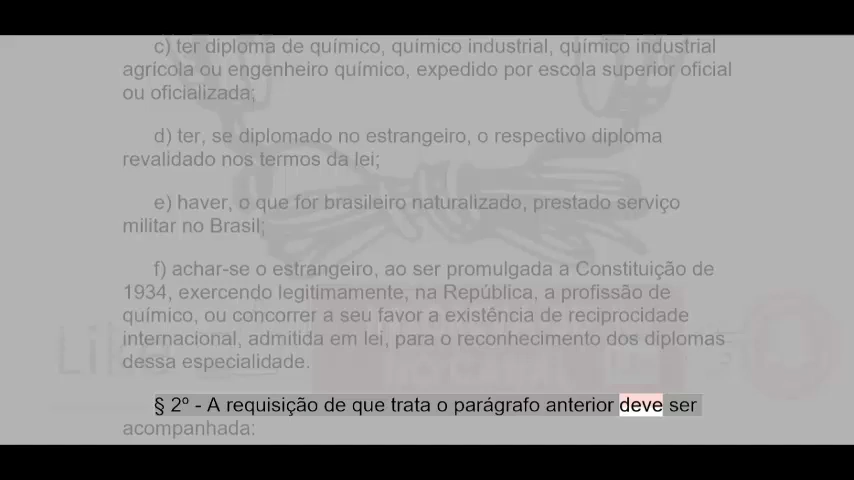 c) ter diploma de químico, químico industrial, químico industrial
agrícola ou engenheiro químico, expedido por escola superior oficial
ou oficializada;
d) ter, se diplomado no estrangeiro, o respectivo diploma
revalidado nos termos da lei;
e) haver, o que for brasileiro naturalizado, prestado serviço
militar no Brasil;
f) achar-se o estrangeiro, ao ser promulgada a Constituição de
1934, exercendo legitimamente, na República, a profissão de
químico, ou concorrer a seu favor a existência de reciprocidade
internacional, admitida em lei, para o reconhecimento dos diplomas
dessa especialidade.
§ 2º - A requisição de que trata o parágrafo anterior deve ser
acompanhada: